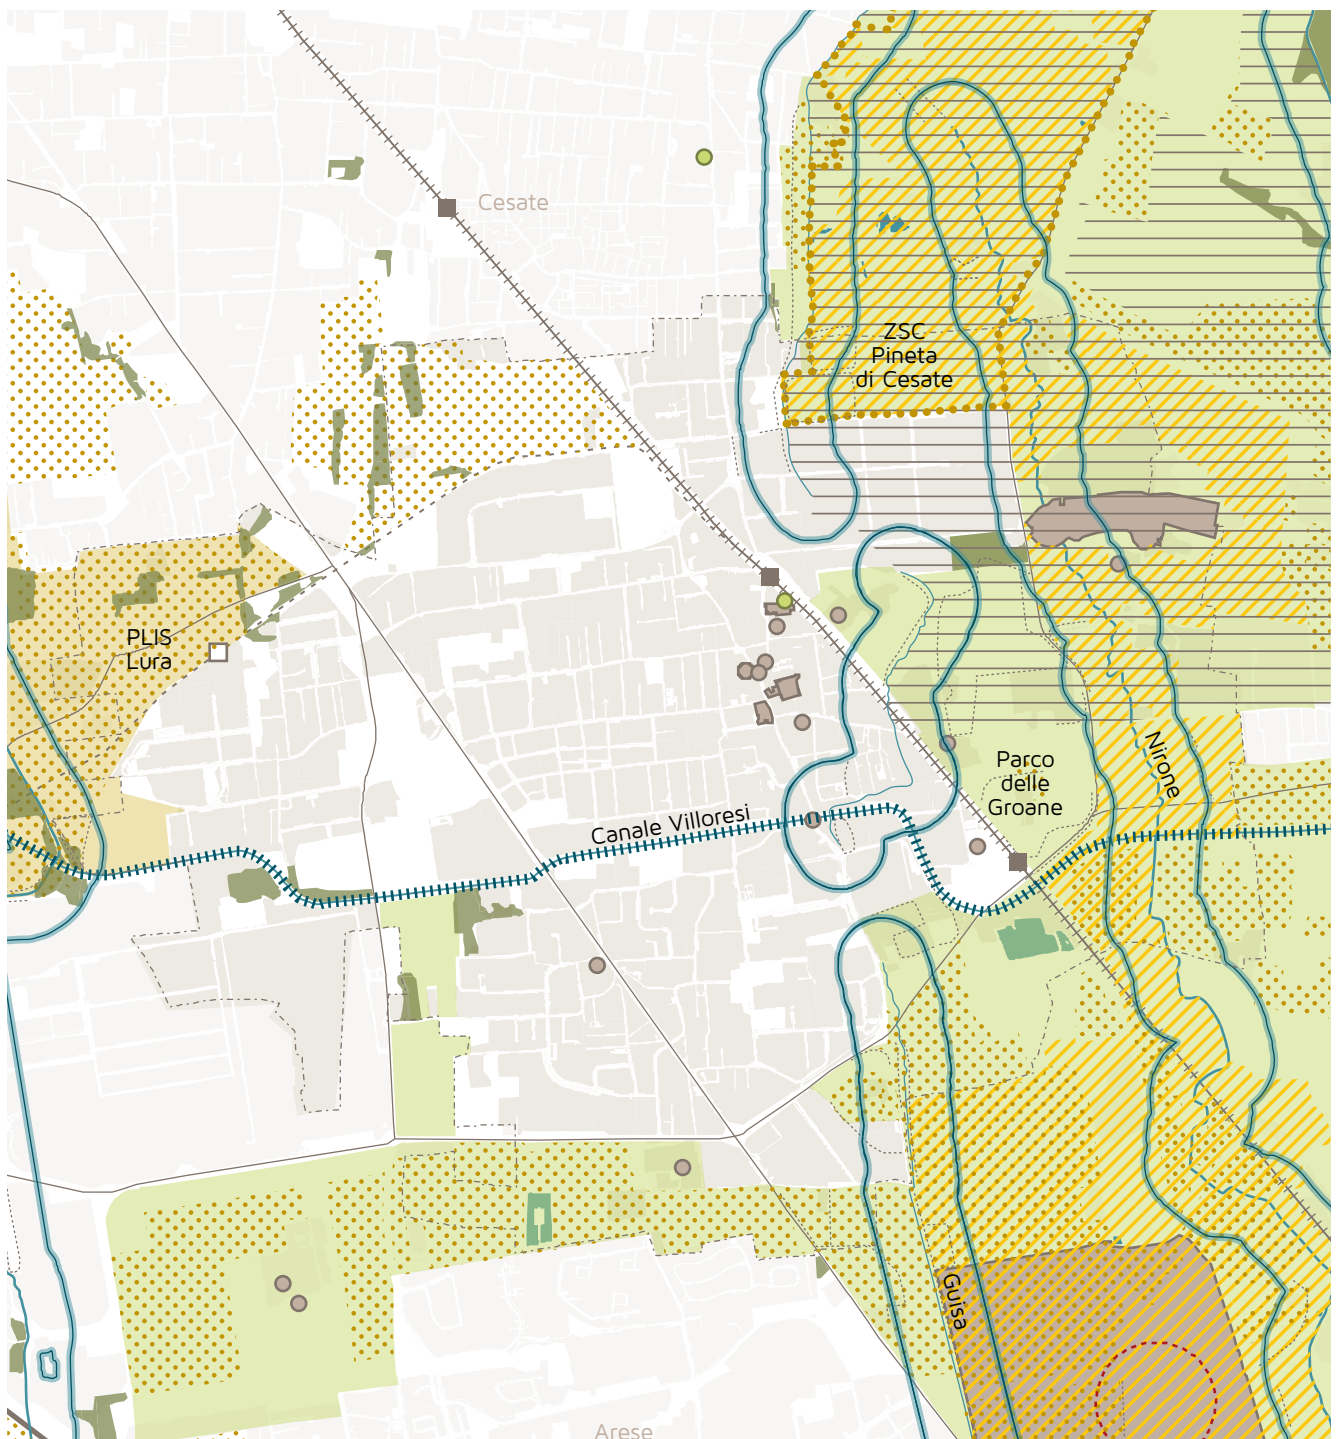 Cesate
ZSC
Pineta
di Cesate
PLIS
Lura
Parco
delle
Groane
Nirone
Canale Villoresi
Guisa
Arese